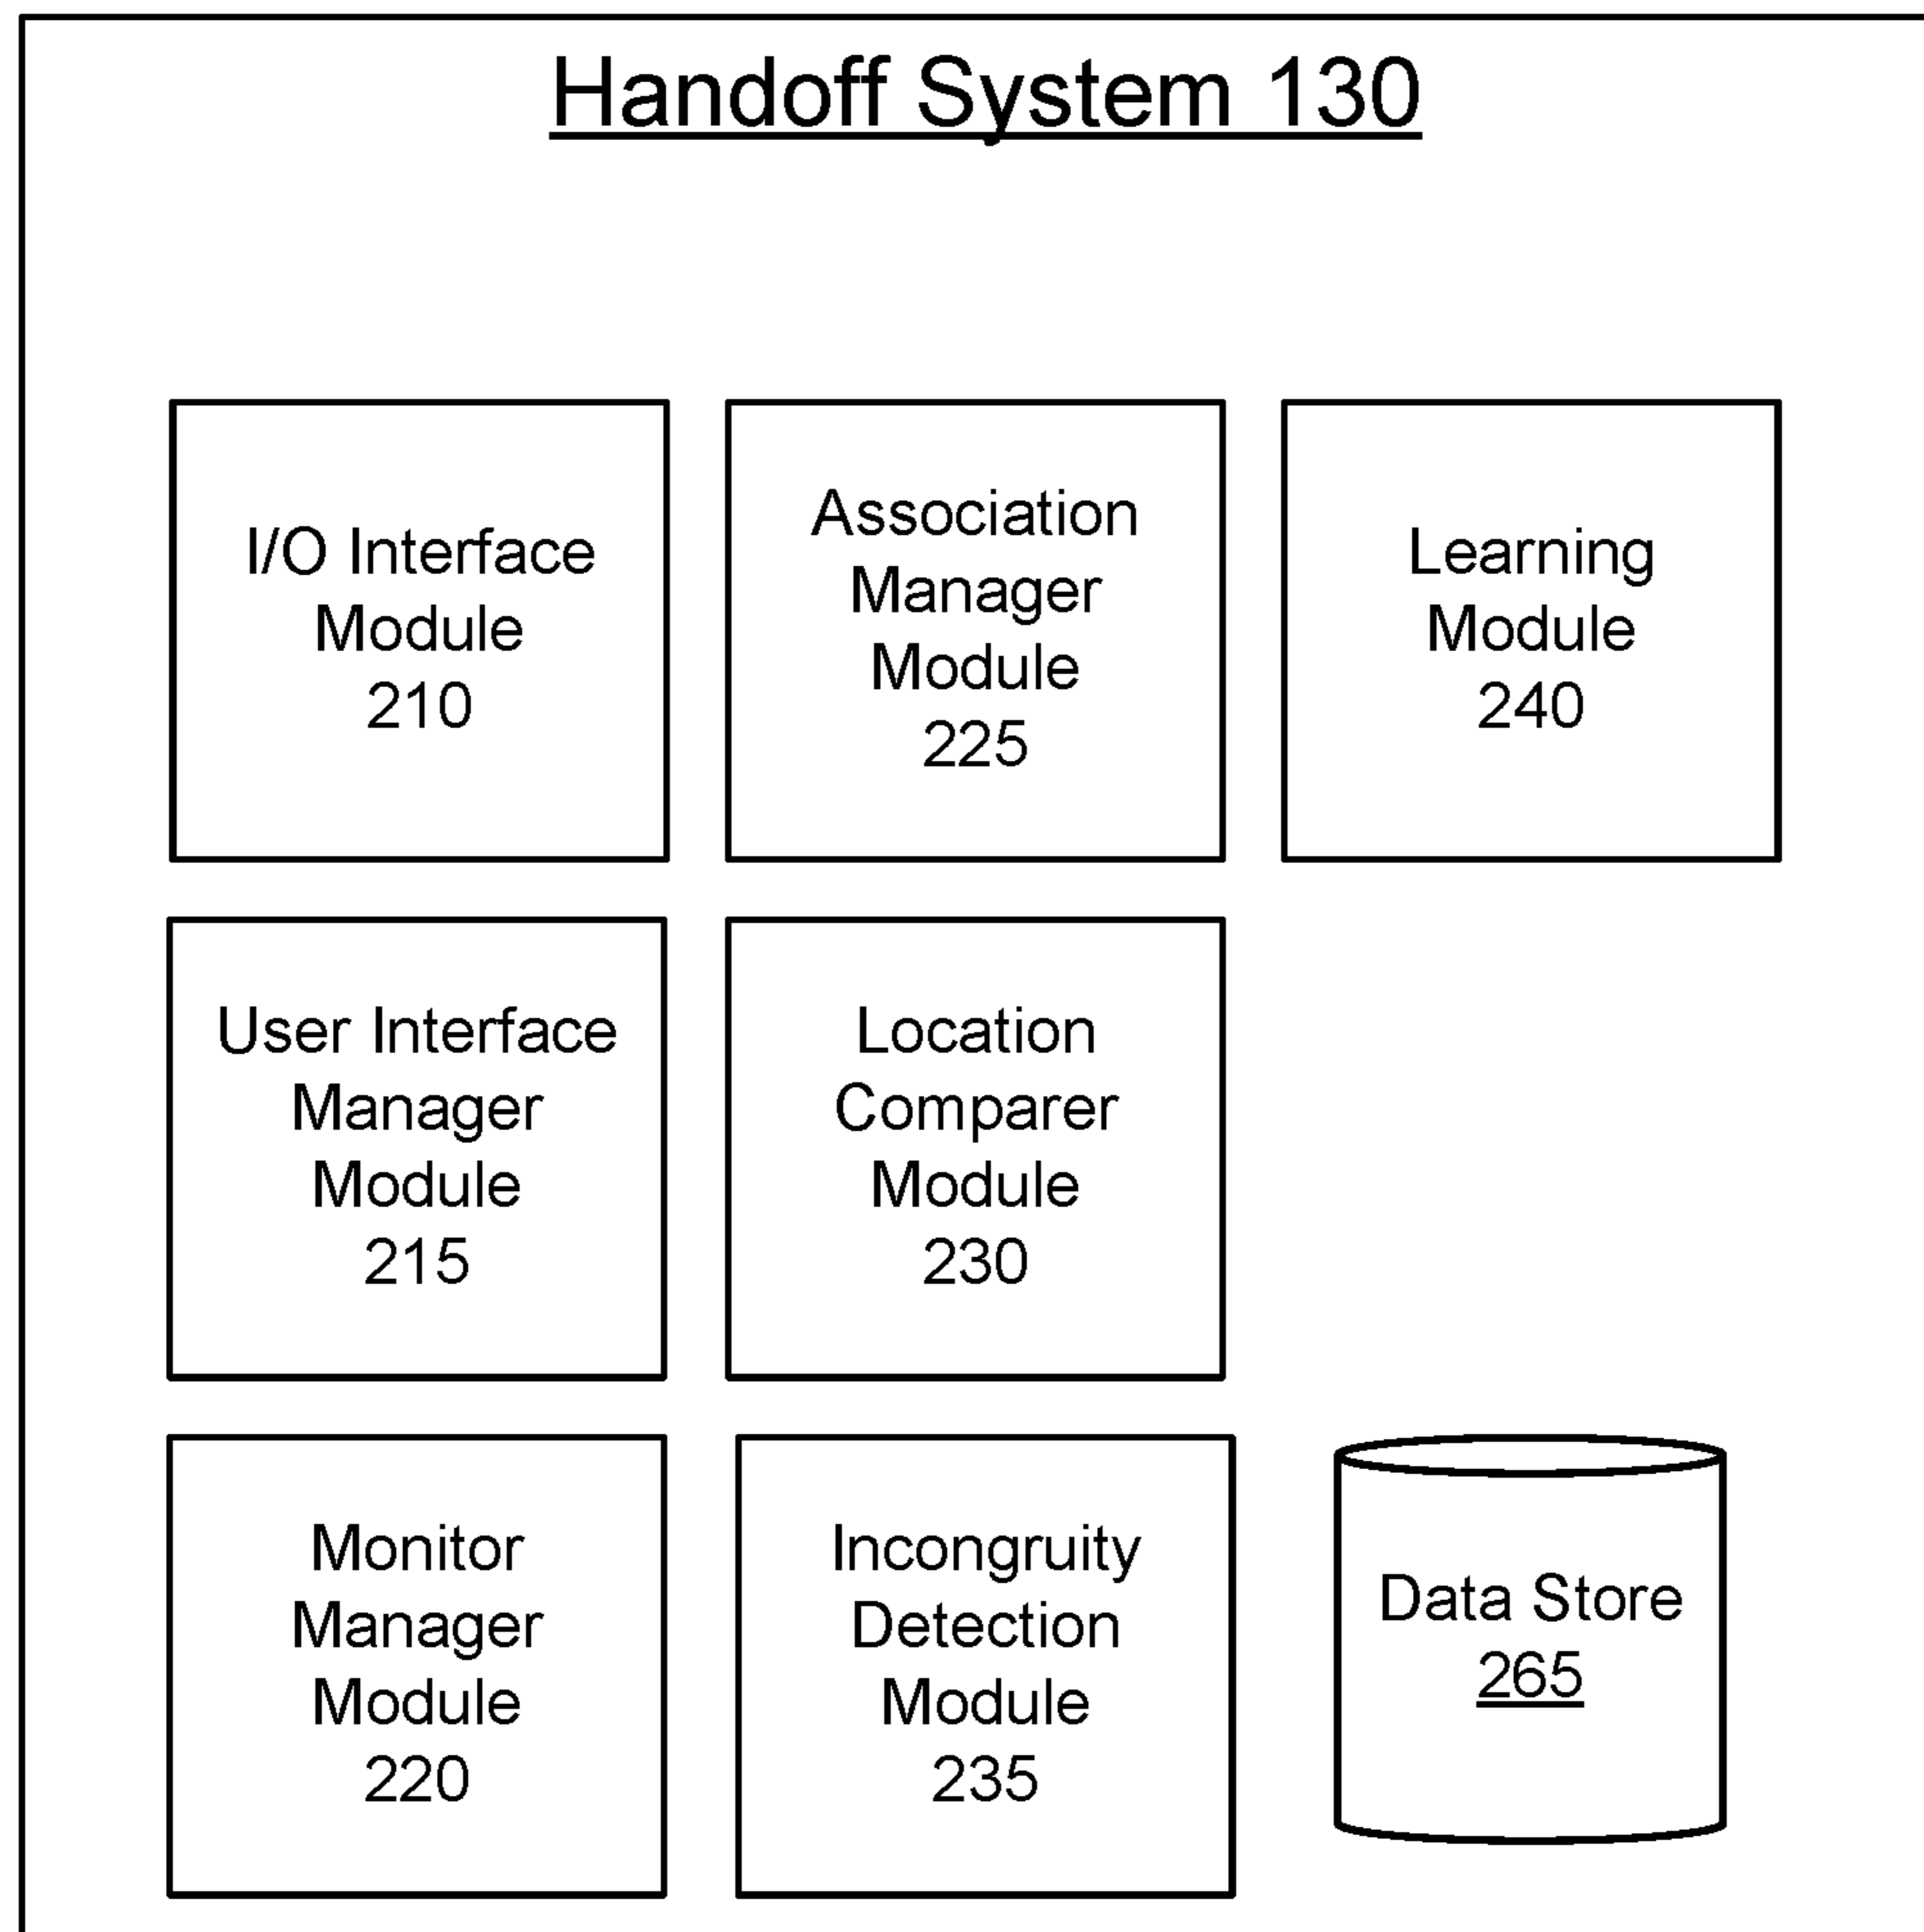 Handoff System 130
I/O Interface
Module
210
Association
Manager
Module
225
Learning
Module
240
User Interface
Manager
Module
215
Location
Comparer
Module
230
Monitor
Manager
Module
220
Incongruity
Detection
Module
235
Data Store
265